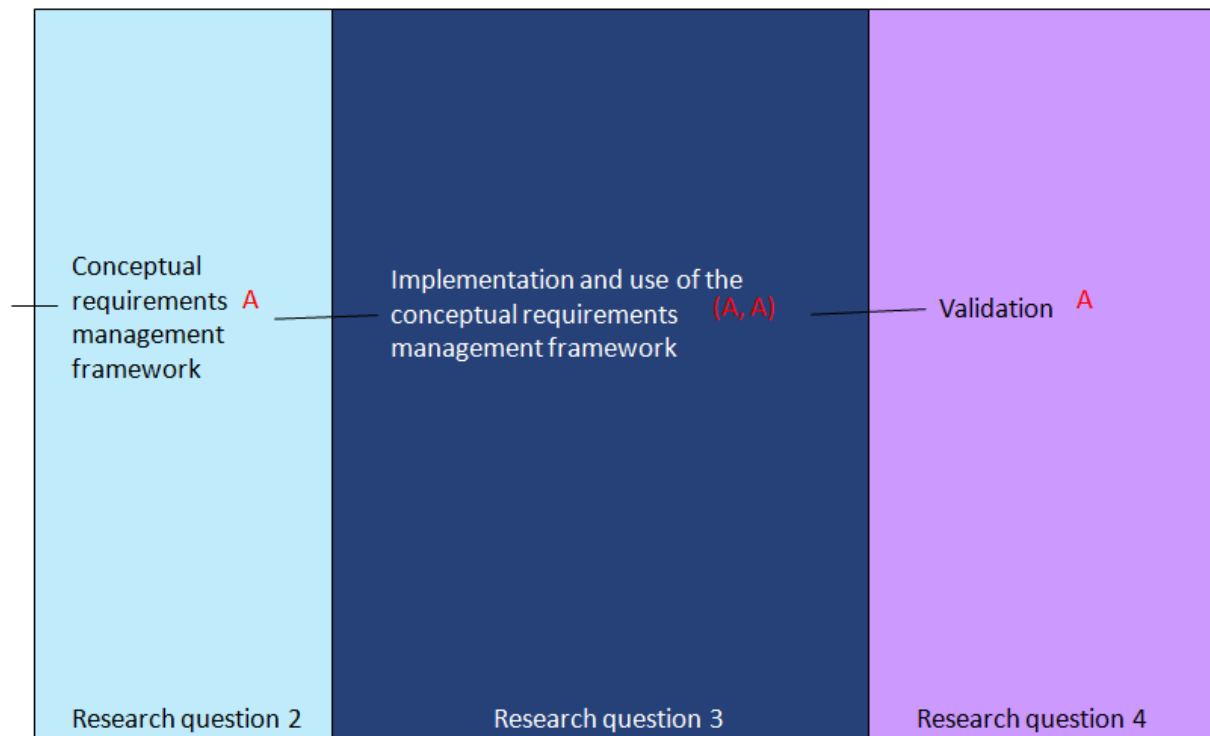 Conceptual
requirements A
management
framework
Implementation and use of the
conceptual requirements (A, A)
management framework
Validation A
Research question 2
Research question 3
Research question 4